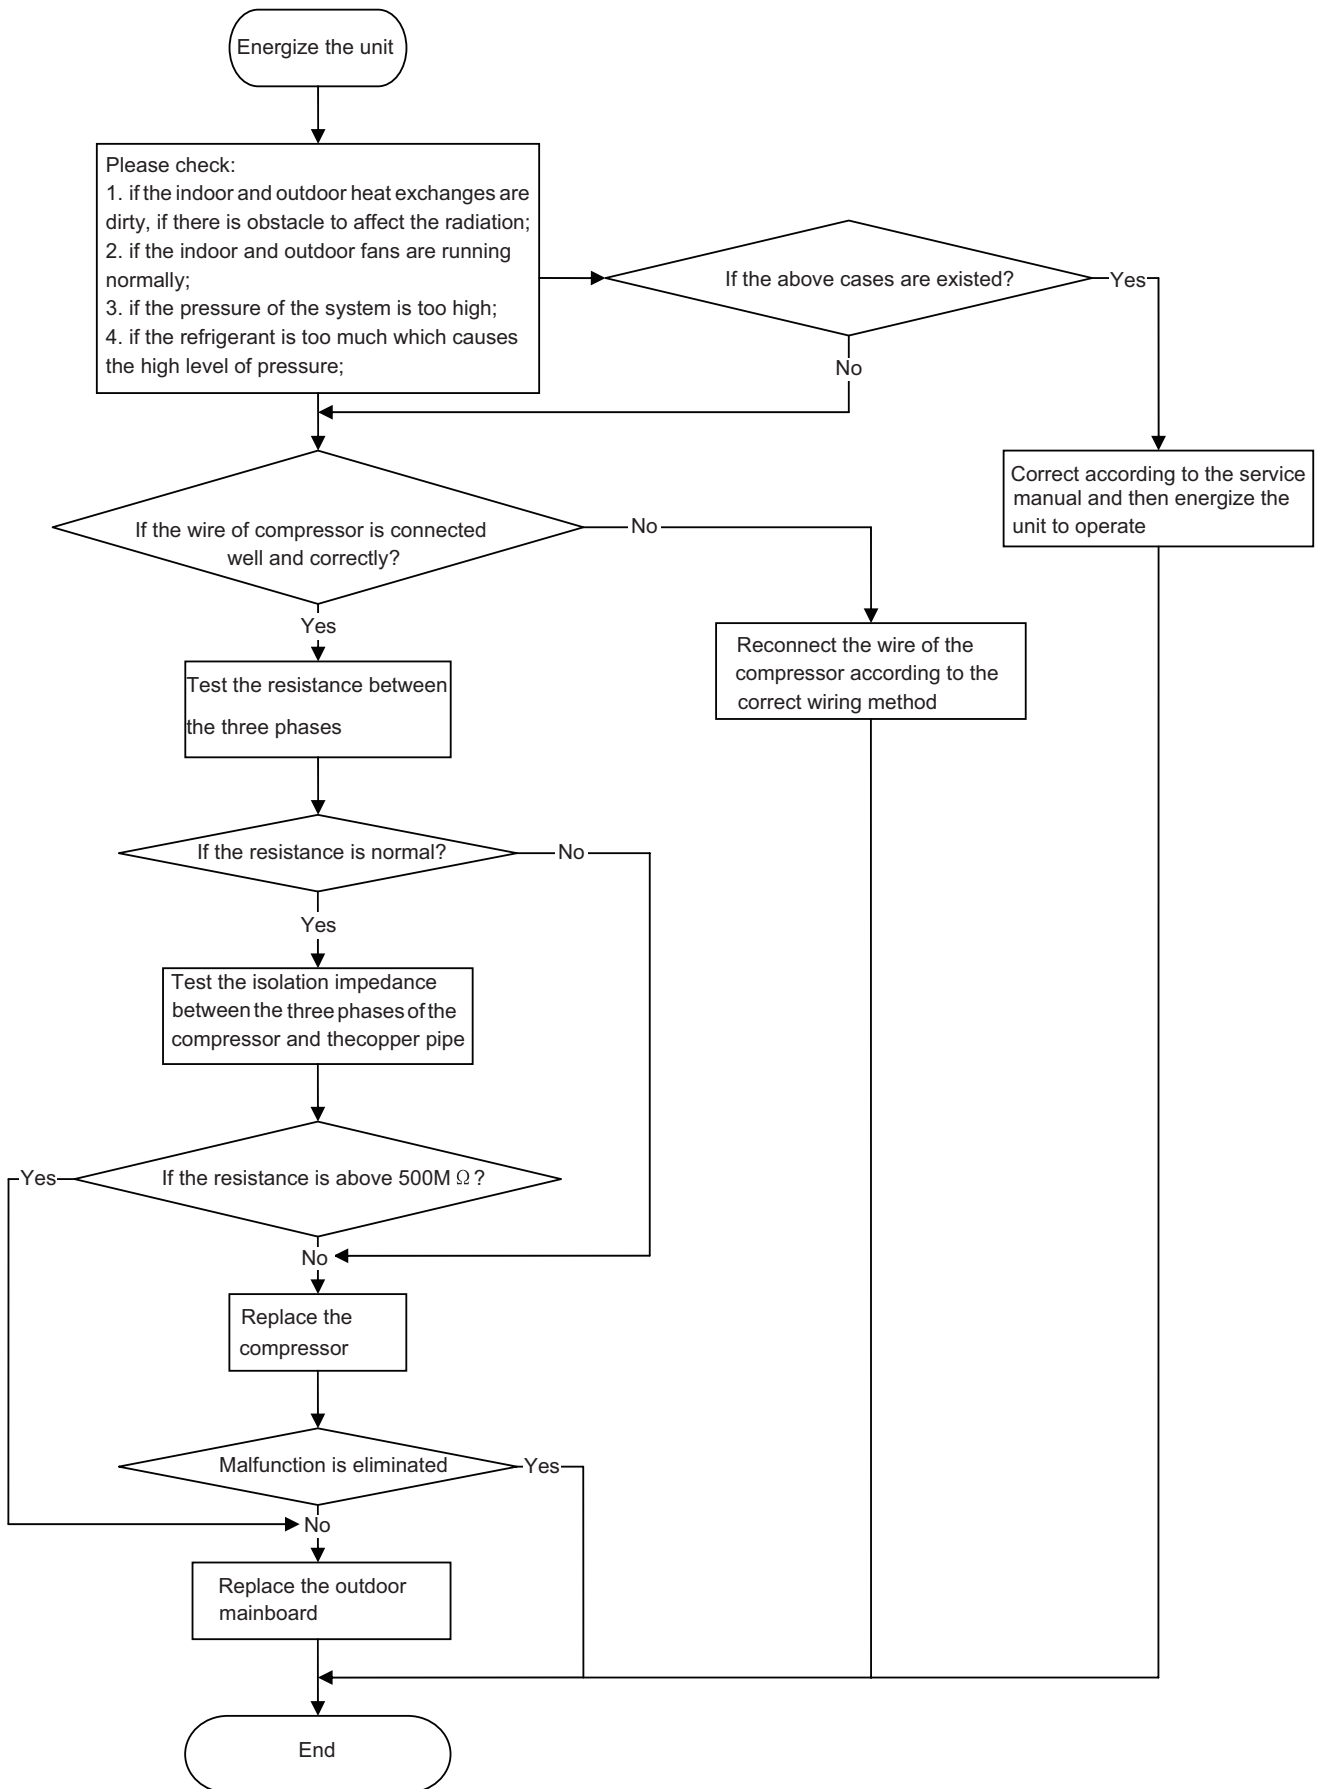 Energize the unit
Please check:
1. if the indoor and outdoor heat exchanges are
dirty, if there is obstacle to affect the radiation;
2. if the indoor and outdoor fans are running
normally;
3. if the pressure of the system is too high;
4. if the refrigerant is too much which causes
the high level of pressure;
If the above cases are existed?
Yes
No
Correct according to the service
manual and then energize the
unit to operate
If the wire of compressor is connected
well and correctly?
No
Yes
Reconnect the wire of the
compressor according to the
correct wiring method
Test the resistance between
the three phases
If the resistance is normal?
No
Yes
Test the isolation impedance
between the three phases of the
compressor and thecopper pipe
If the resistance is above 500M Ω ?
Yes
No
Replace the
compressor
Malfunction is eliminated
Yes
No
Replace the outdoor
mainboard
End